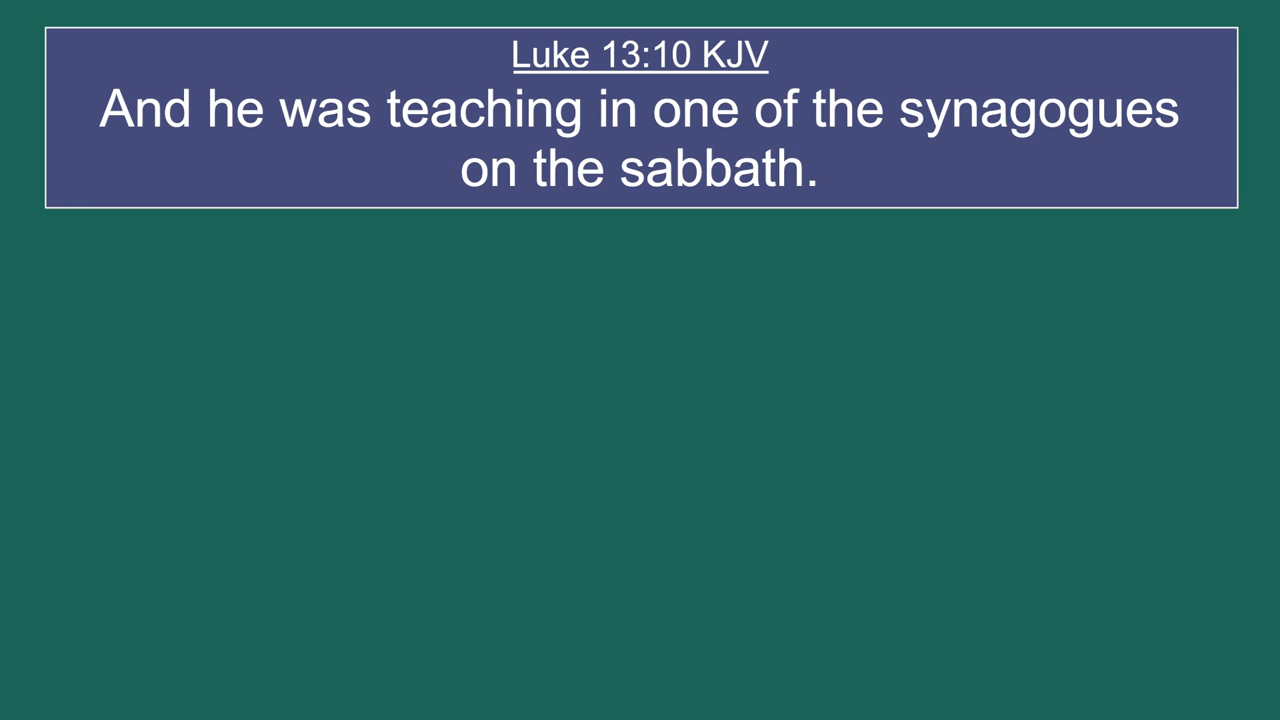 Luke 13:10 KJV
And he was teaching in one of the synagogues
on the sabbath.